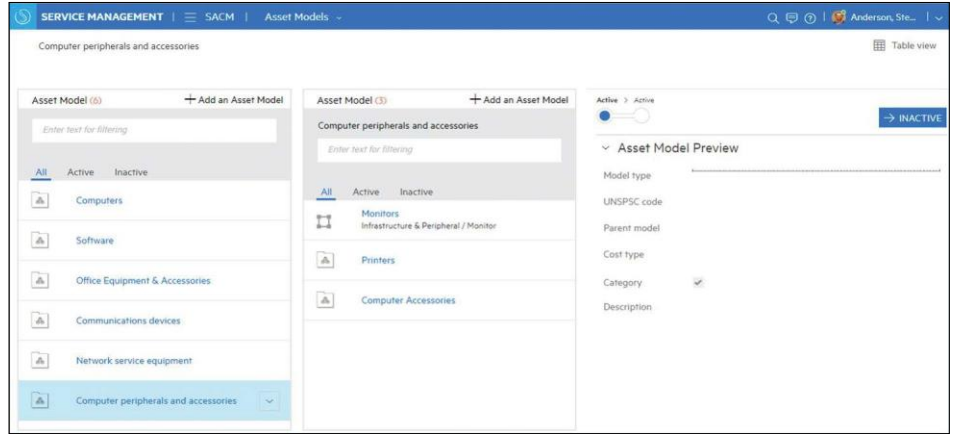 SERVICE MANAGEMENT | SACM | Asset Models
Anderson, Ste... |
Computer peripherals and accessories
Table view
Asset Model (6)
Add an Asset Model
Enter text for filtering
All Active Inactive
Computers
Software
Office Equipment & Accessories
Communications devices
Network service equipment
Computer peripherals and accessories
Asset Model (3)
Add an Asset Model
Computer peripherals and accessories
Enter text for filtering
All Active Inactive
Monitors
Infrastructure & Peripheral / Monitor
Printers
Computer Accessories
Active > Active
INACTIVE
Asset Model Preview
Model type
UNSPSC code
Parent model
Cost type
Category
Description